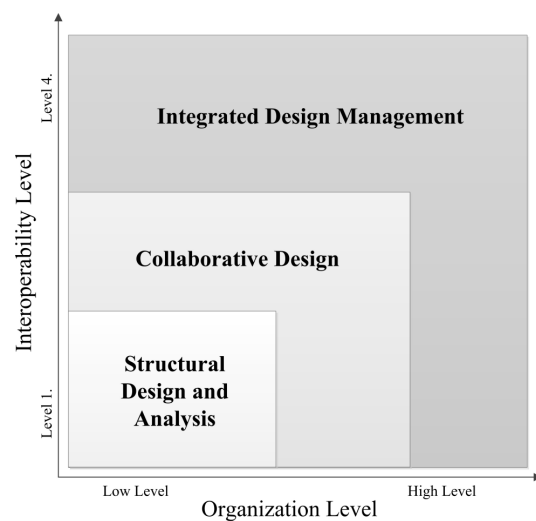 Level 4.
Integrated Design Management
Interoperability Level
Collaborative Design
Structural
Design and
Analysis
Level 1.
Low Level
High Level
Organization Level